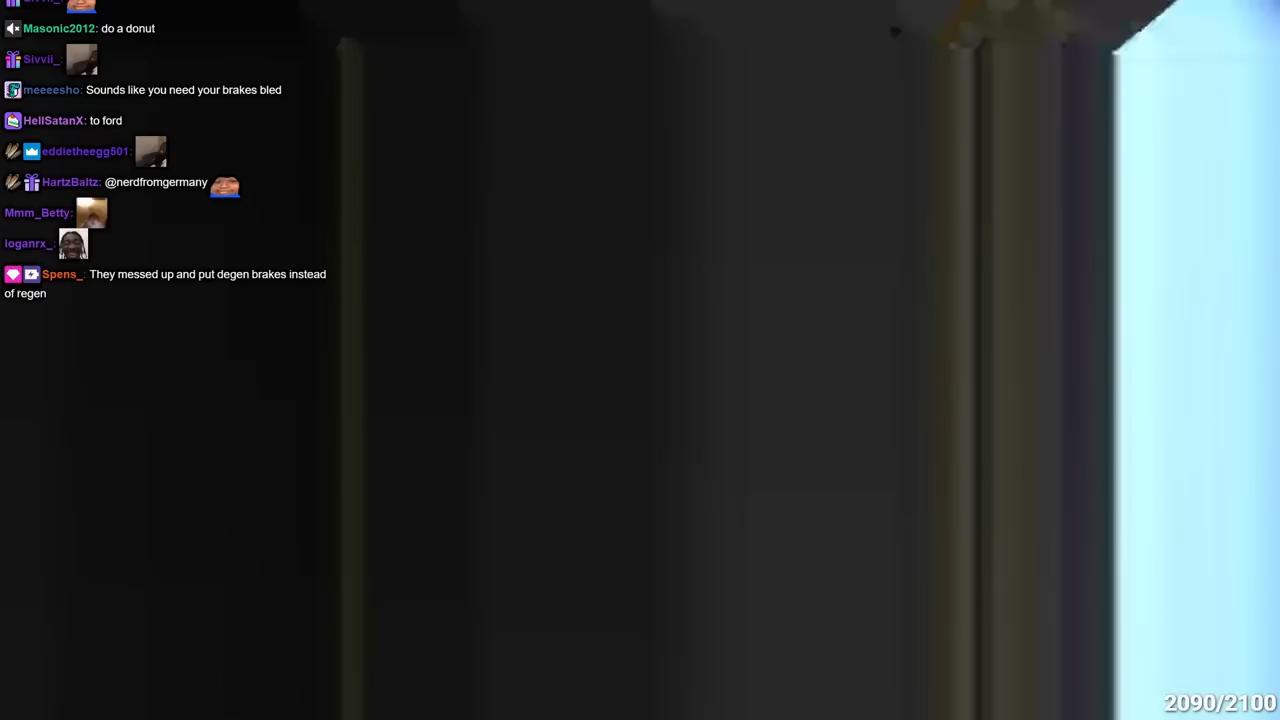 Masonic2012: do a donut
Sivvii_:
meeeesho: Sounds like you need your brakes bled
HellSatanX: to ford
eddietheegg501:
HartzBaltz: @nerdfromgermany
Mmm_Betty:
loganrx_:
Spens_: They messed up and put degen brakes instead
of regen
2090/2100